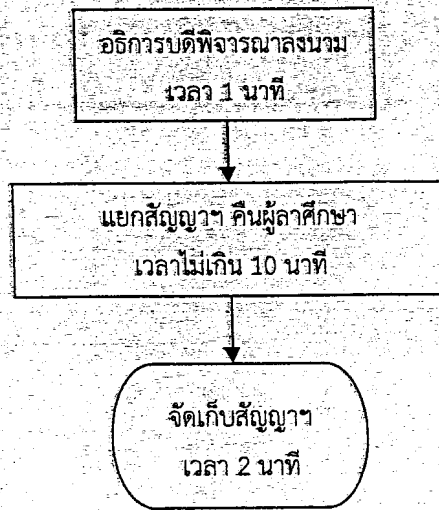 อธิการบดีพิจารณาลงนาม
เวลา 1 นาที
แยกสัญญาฯ คืนผู้ลาศึกษา
เวลาไม่เกิน 10 นาที
จัดเก็บสัญญาฯ
เวลา 2 นาที